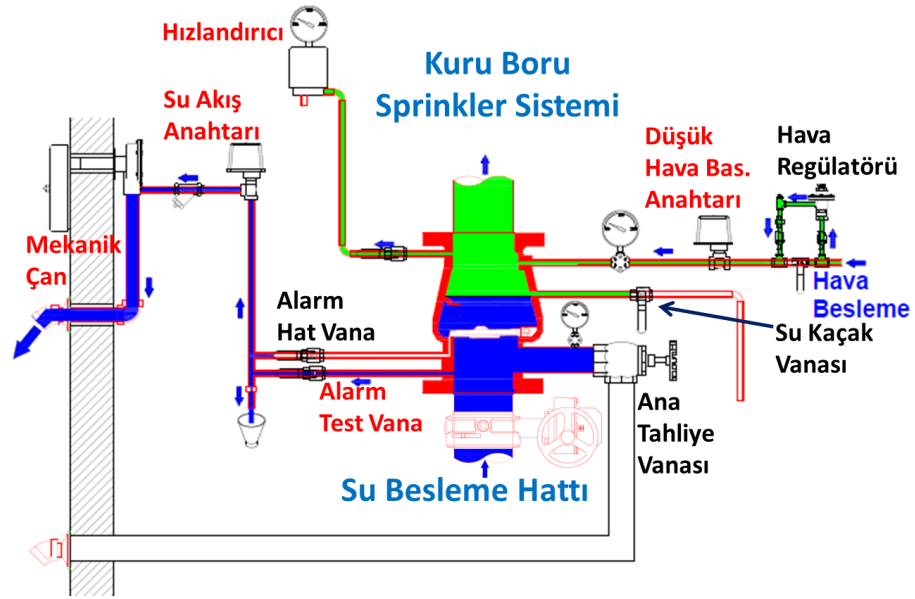 Hızlandırıcı
Kuru Boru
Sprinkler Sistemi
Su Akış
Anahtarı
Düşük
Hava Bas.
Anahtarı
Hava
Regülatörü
Mekanik
Çan
Hava
Besleme
Alarm
Hat Vana
Su Kaçak
Vanası
Alarm
Test Vana
Ana
Tahliye
Vanası
Su Besleme Hattı